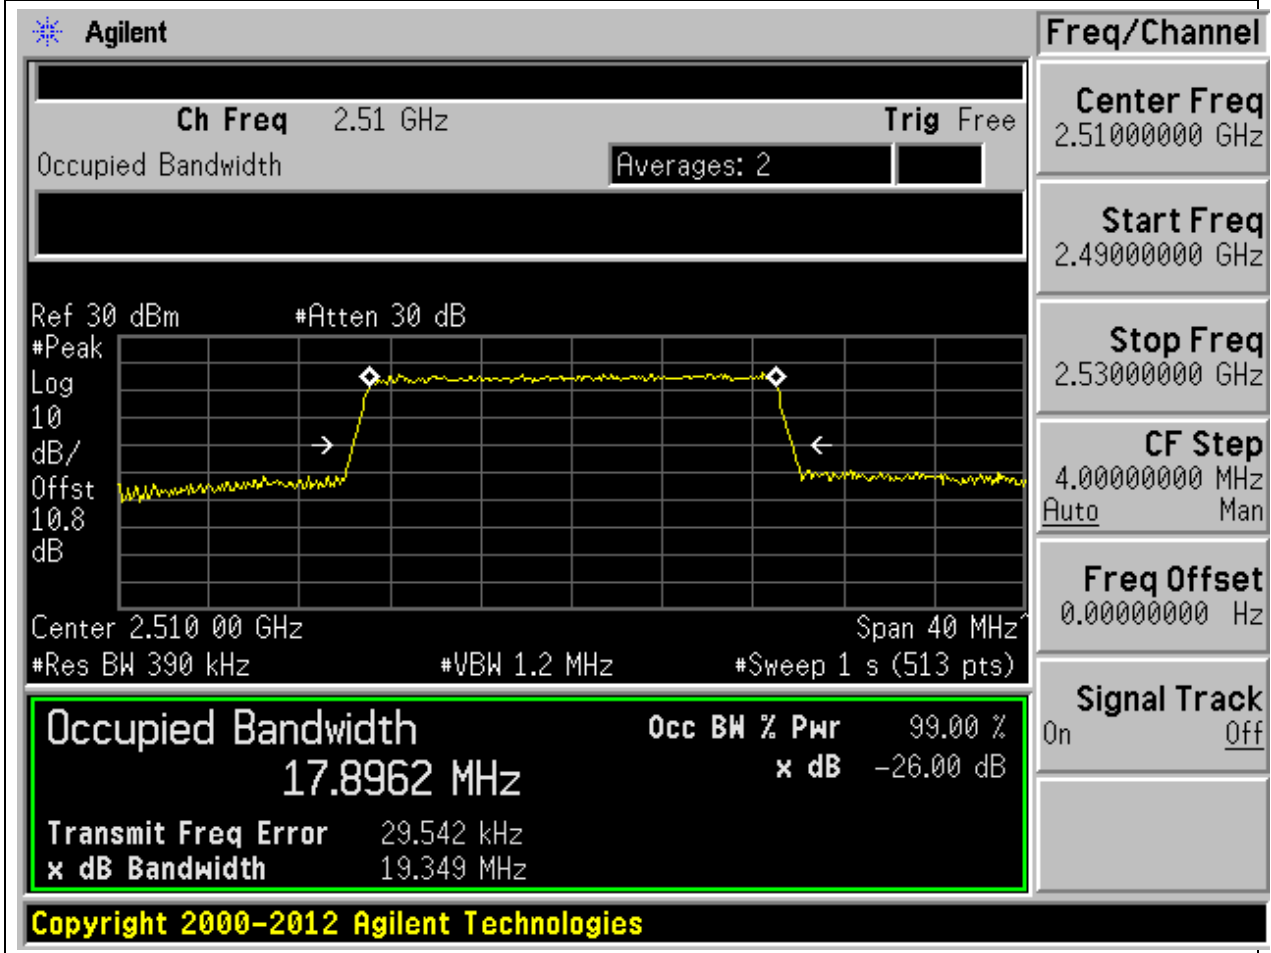 Agilent
Freq/Channel
Ch Freq 2.51 GHz Trig Free
Occupied Bandwidth Averages: 2
Center Freq
2.51000000 GHz
Start Freq
2.49000000 GHz
Stop Freq
2.53000000 GHz
CF Step
4.00000000 MHz
Auto Man
Freq Offset
0.00000000 Hz
Signal Track
On Off
Ref 30 dBm #Atten 30 dB
#Peak
Log
10
dB/
Offst
10.8
dB
Center 2.510 00 GHz Span 40 MHz^
#Res BW 390 kHz #VBW 1.2 MHz #Sweep 1 s (513 pts)
Occupied Bandwidth Occ BW % Pwr 99.00 %
17.8962 MHz x dB -26.00 dB
Transmit Freq Error 29.542 kHz
x dB Bandwidth 19.349 MHz
Copyright 2000-2012 Agilent Technologies